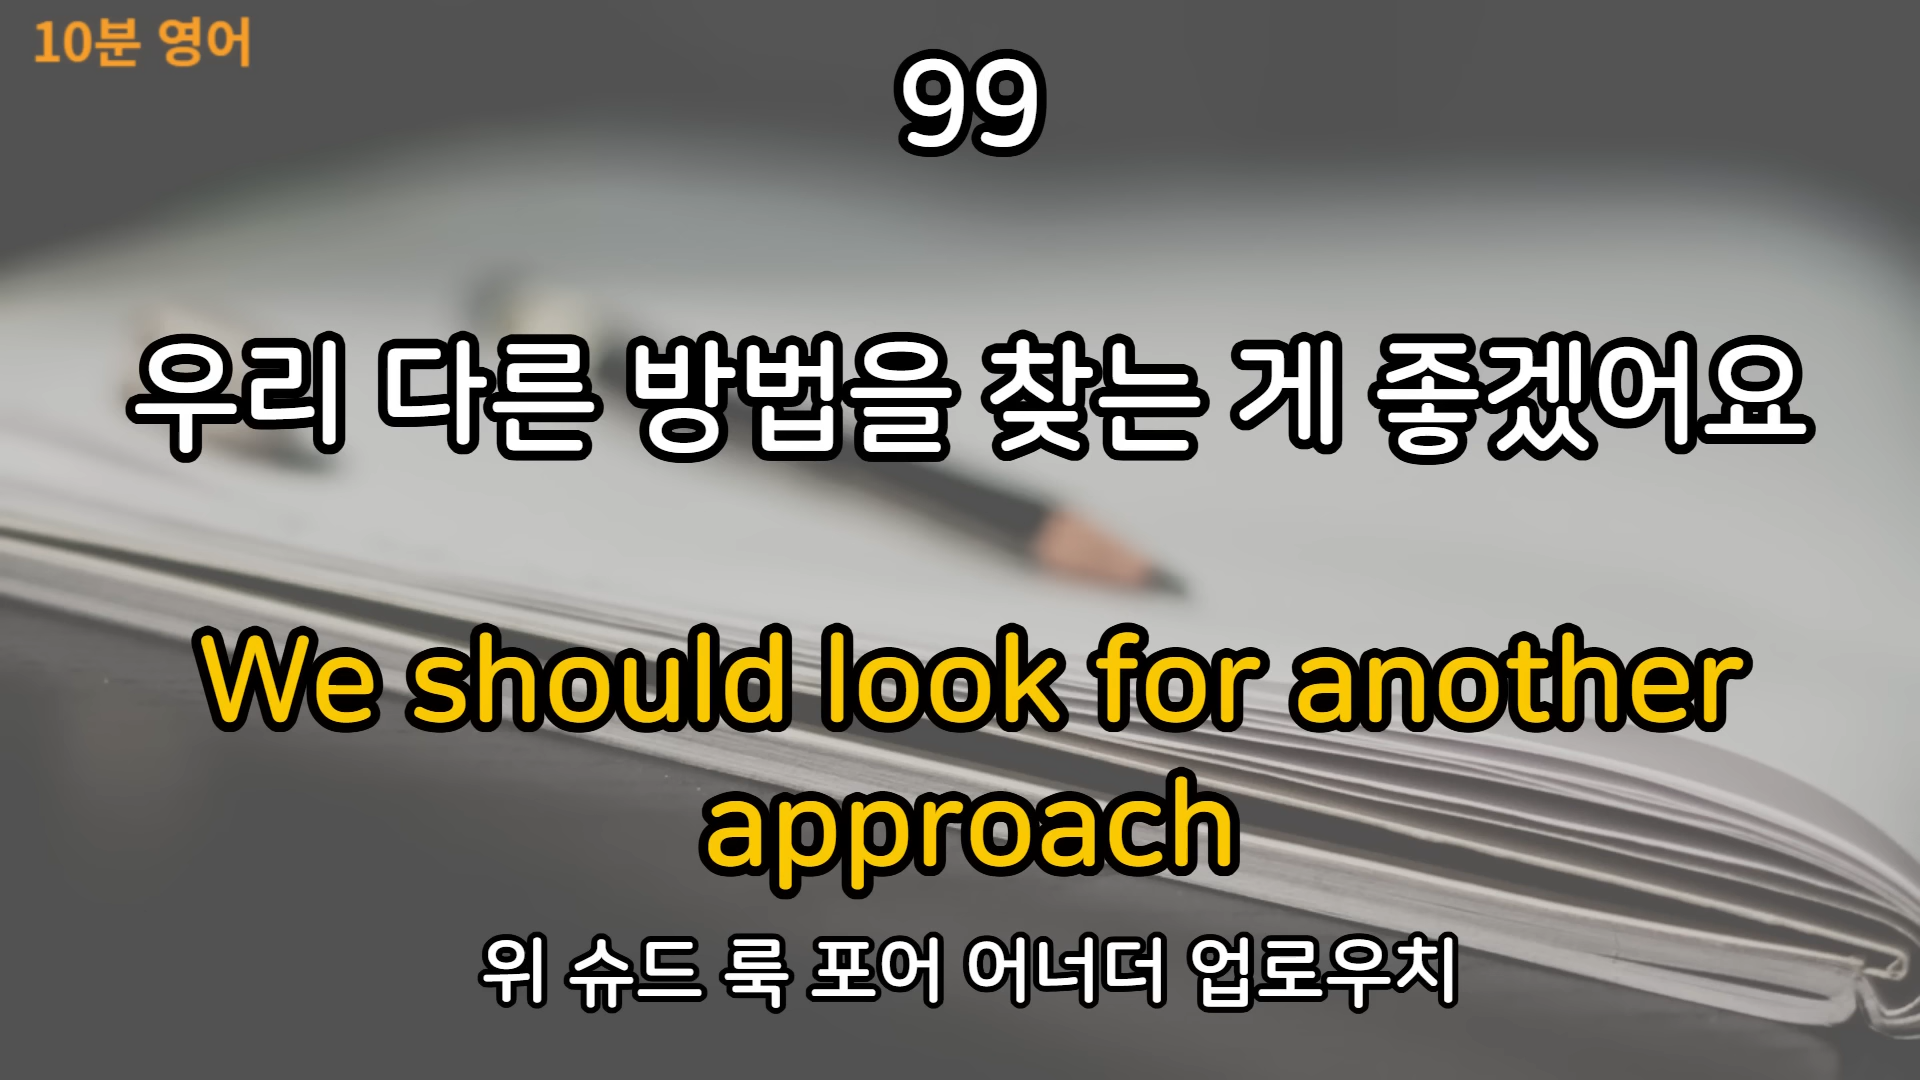 10분 영어
99
우리 다른 방법을 찾는 게 좋겠어요
We should look for another
approach
위 슈드 룩 포어 어너더 업로우치